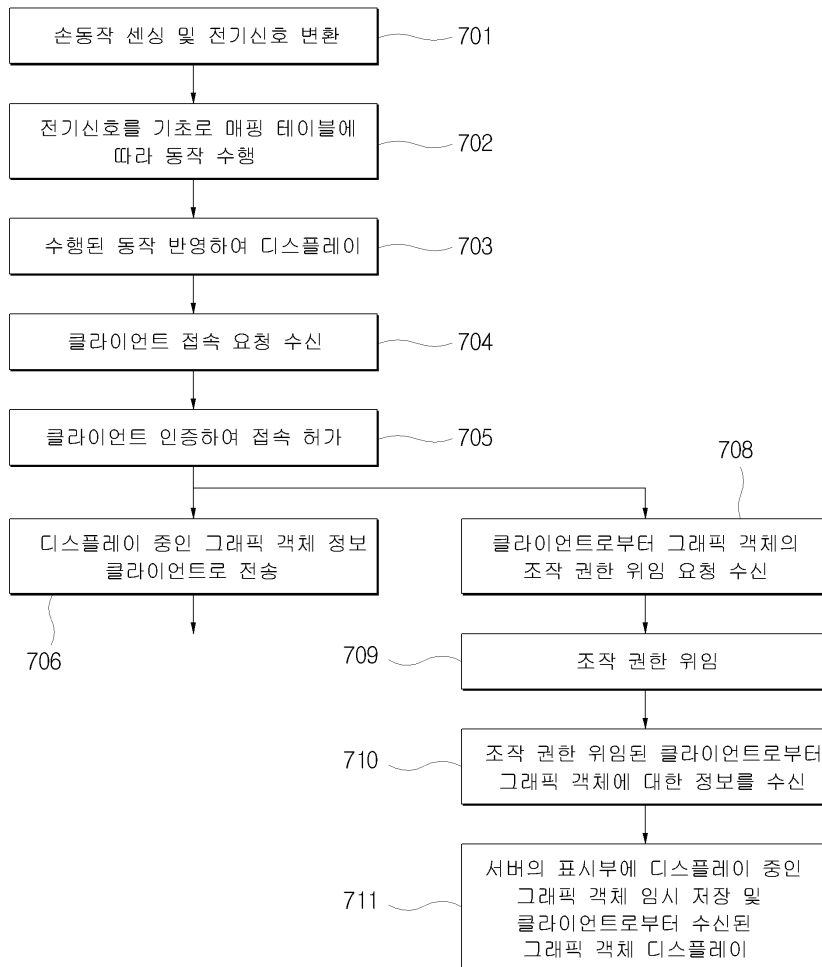 손동작 센싱 및 전기신호 변환
701
전기신호를 기초로 매핑 테이블에
따라 동작 수행
702
수행된 동작 반영하여 디스플레이
703
클라이언트 접속 요청 수신
704
클라이언트 인증하여 접속 허가
705
708
디스플레이 중인 그래픽 객체 정보
클라이언트로 전송
706
클라이언트로부터 그래픽 객체의
조작 권한 위임 요청 수신
709
조작 권한 위임
710
조작 권한 위임된 클라이언트로부터
그래픽 객체에 대한 정보를 수신
711
서버의 표시부에 디스플레이 중인
그래픽 객체 임시 저장 및
클라이언트로부터 수신된
그래픽 객체 디스플레이